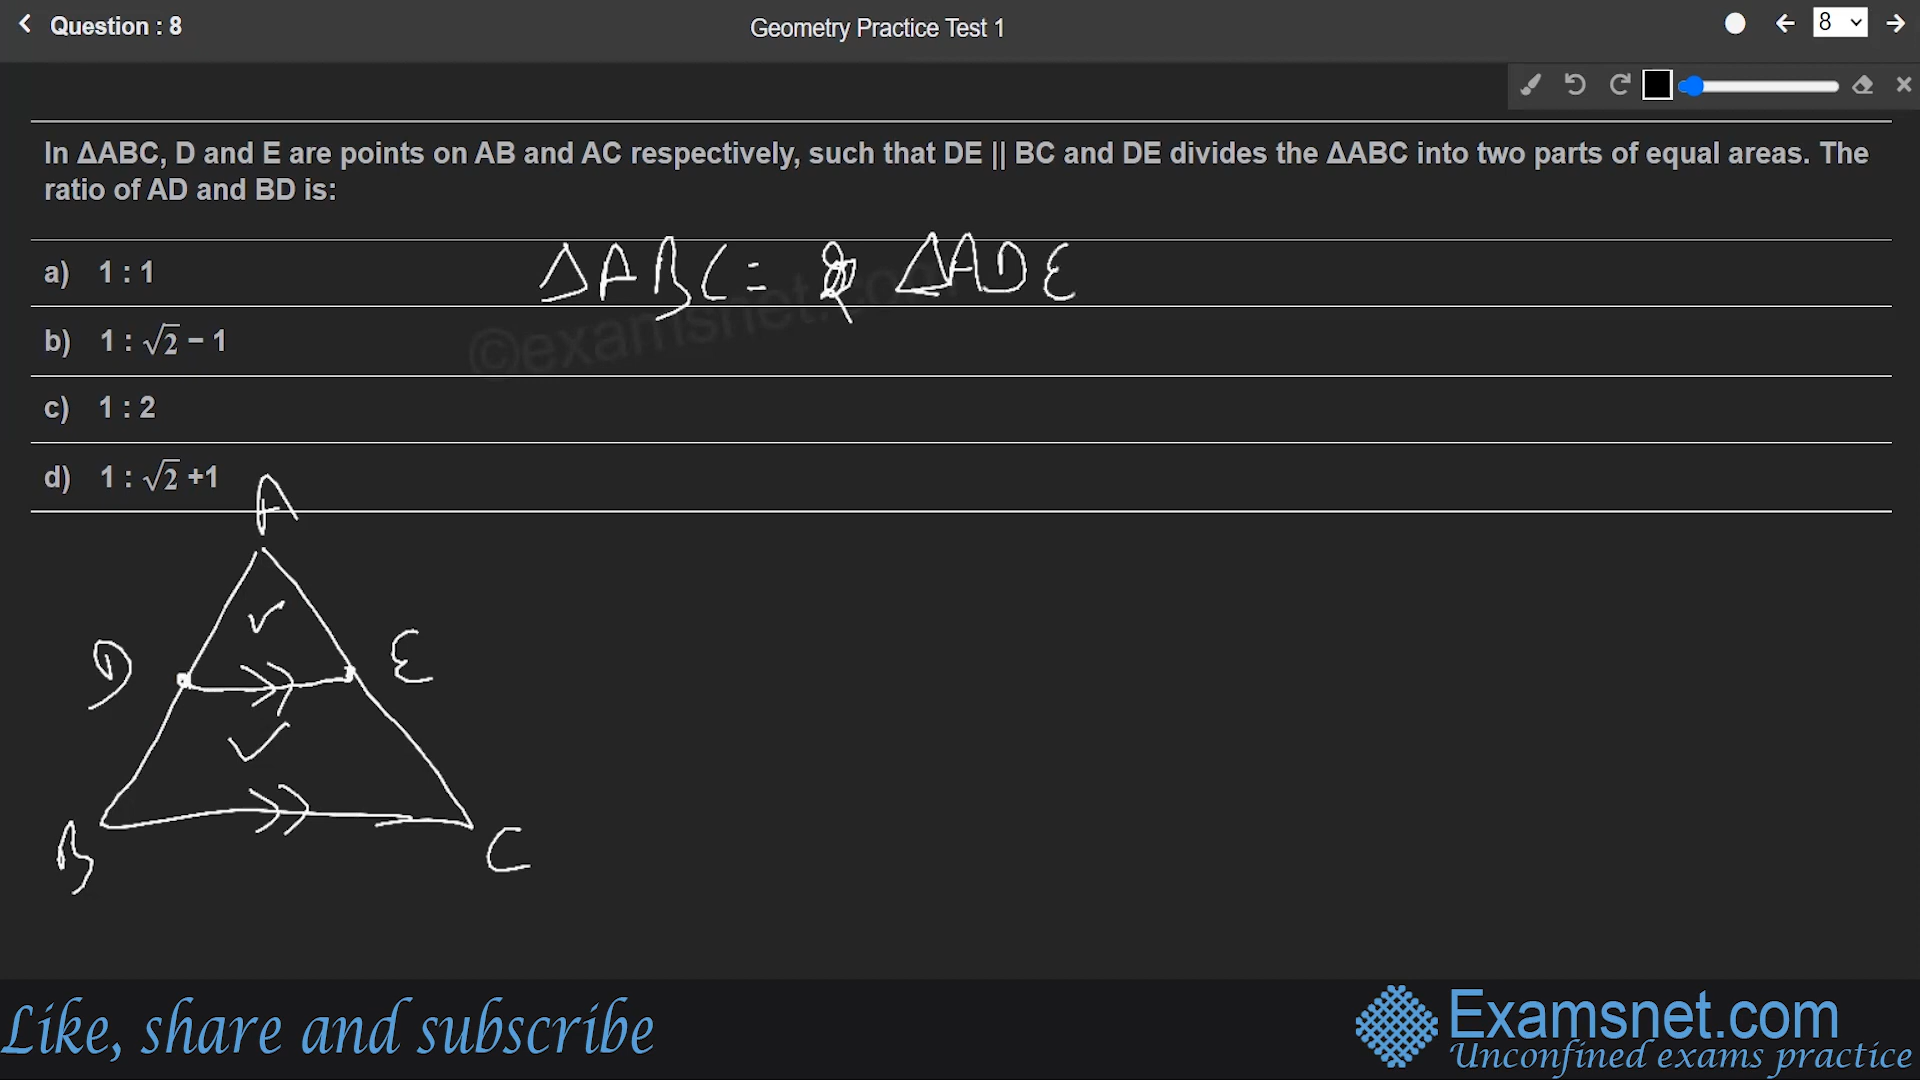 Question : 8
Geometry Practice Test 1
8
In ΔABC, D and E are points on AB and AC respectively, such that DE || BC and DE divides the ΔABC into two parts of equal areas. The
ratio of AD and BD is:
a) 1 : 1
ΔABC = 2 ΔADE
b) 1 : √2 − 1
©examsnet.com
c) 1 : 2
d) 1 : √2 +1
A
D
E
B
C
Like, share and subscribe
Examsnet.com
Unconfined exams practice